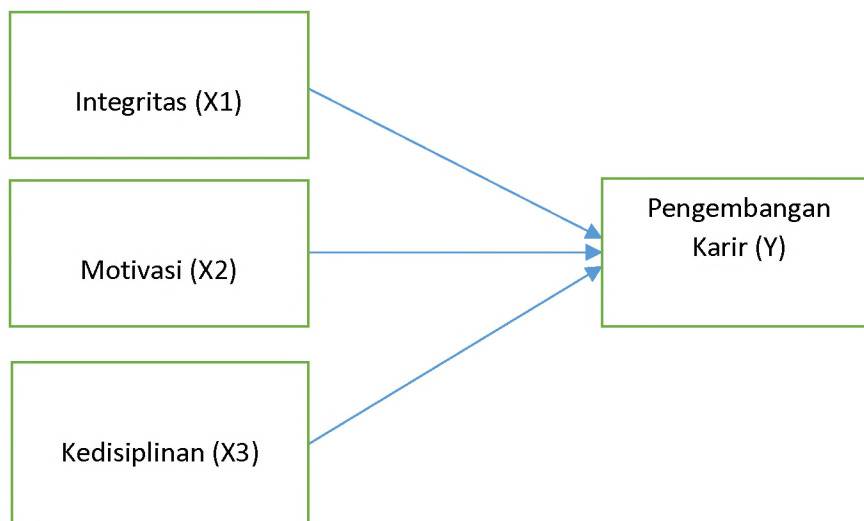 Integritas (X1)
Motivasi (X2)
Kedisiplinan (X3)
Pengembangan
Karir (Y)